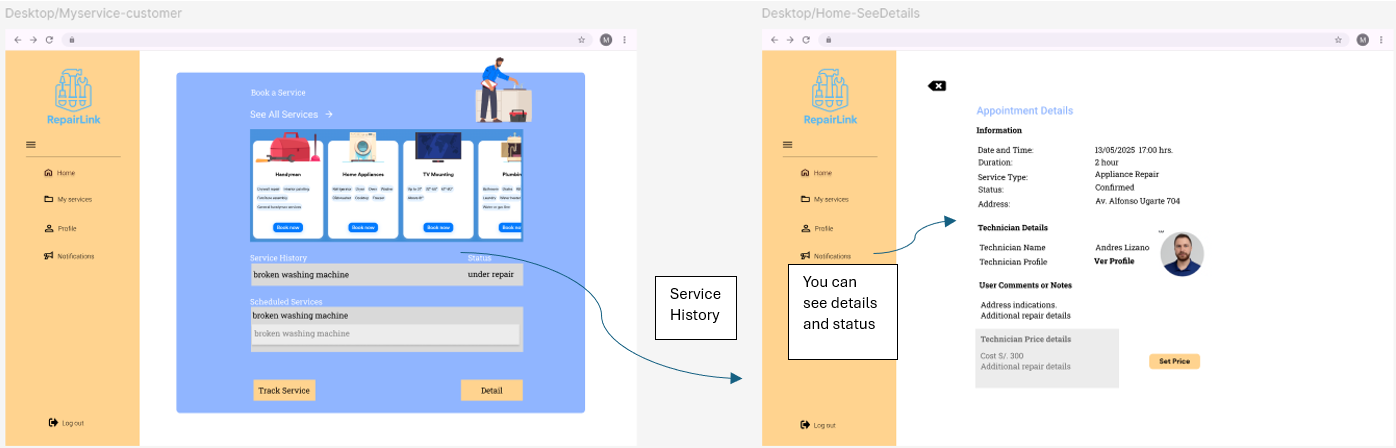 Desktop/Myservice-customer
M
RepairLink
Home
My services
Profile
Notifications
Log out
Book a Service
See All Services →
Handyman
Book now
Home Appliances
Book now
TV Mounting
Book now
Plumbin
Book no
Service History
Status
broken washing machine
under repair
Scheduled Services
broken washing machine
broken washing machine
Track Service
Detail
Service
History
Desktop/Home-SeeDetails
M
RepairLink
Home
My services
Profile
Notifications
You can
see details
and status
Log out
Appointment Details
Information
Date and Time: 13/05/2025 17:00 hrs.
Duration: 2 hour
Service Type: Appliance Repair
Status: Confirmed
Address: Av. Alfonso Ugarte 704
Technician Details
Technician Name Andres Lizano
Technician Profile Ver Profile
User Comments or Notes
Address indications.
Additional repair details
Technician Price details
Cost S/. 300
Additional repair details
Set Price